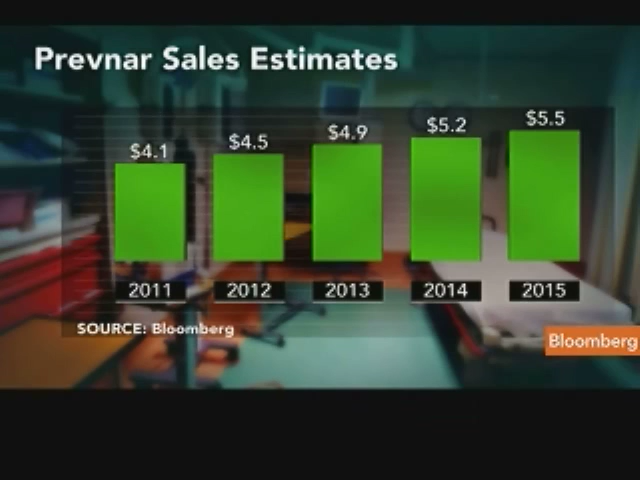 Prevnar Sales Estimates
$4.1 $4.5 $4.9 $5.2 $5.5
2011 2012 2013 2014 2015
SOURCE: Bloomberg
Bloomberg